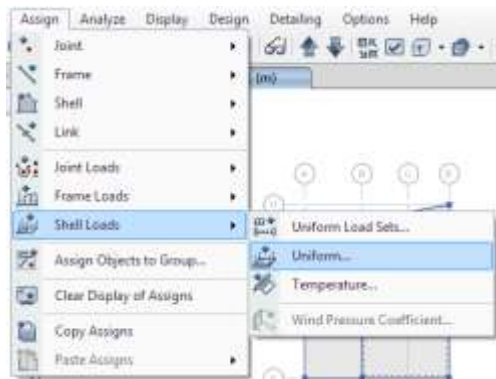 Assign Analyze Display Design Detailing Options Help
Joint
(m)
Frame
Shell
Link
Joint Loads
Frame Loads
Shell Loads
Uniform Load Sets...
Assign Objects to Group...
Uniform...
Clear Display of Assigns
Temperature...
Copy Assigns
Wind Pressure Coefficient...
Paste Assigns